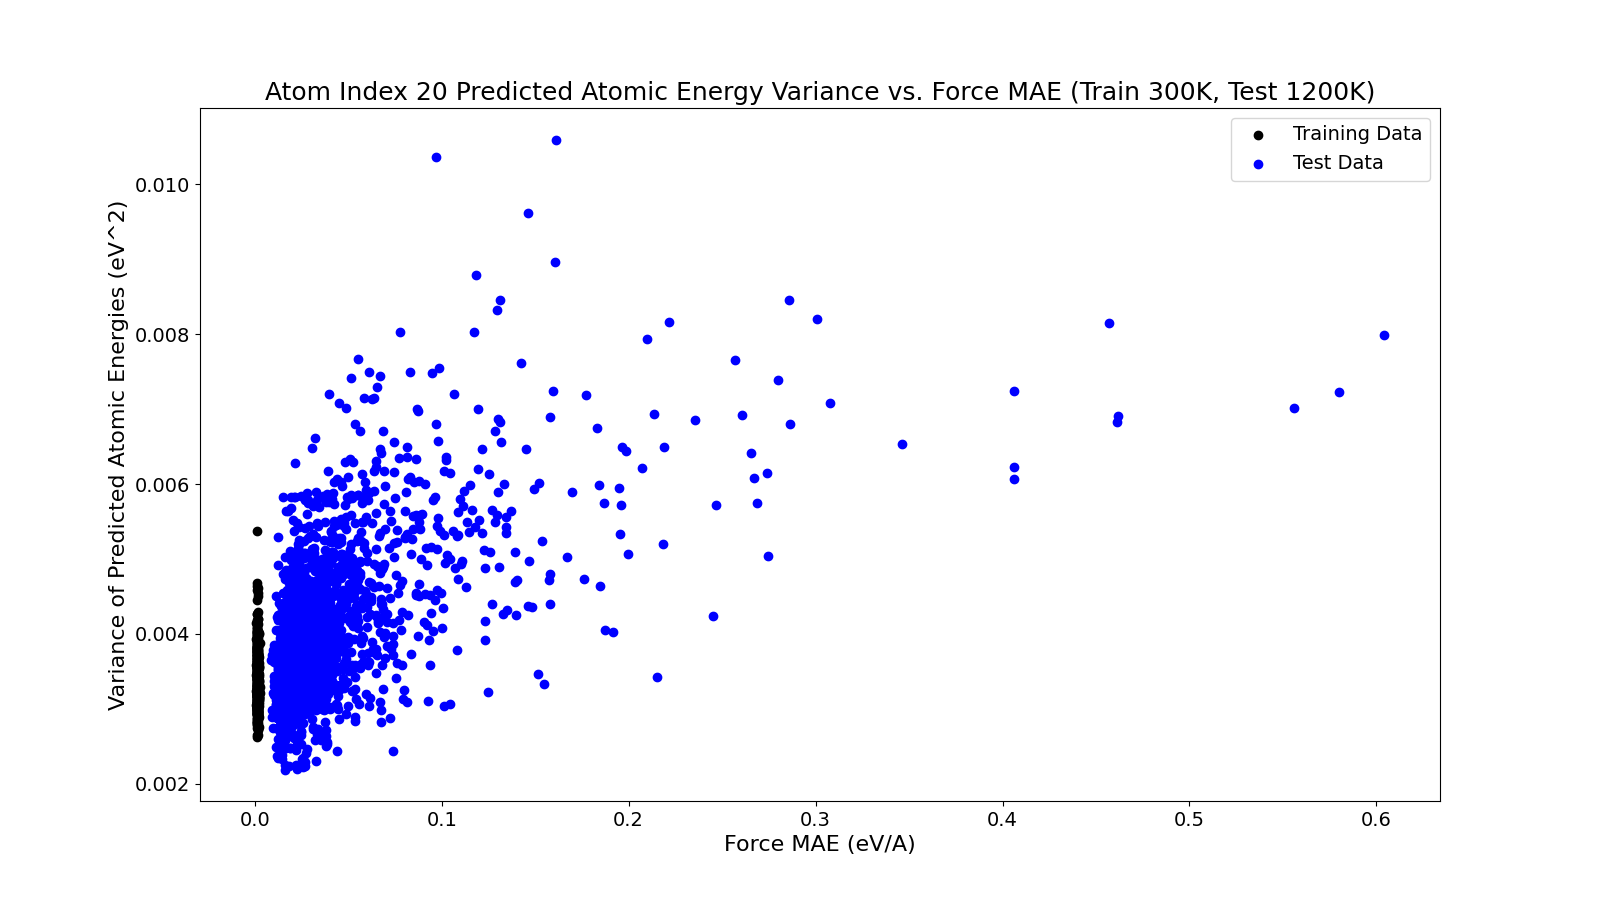 Atom Index 20 Predicted Atomic Energy Variance vs. Force MAE (Train 300K, Test 1200K)
Training Data
Test Data
Variance of Predicted Atomic Energies (eV^2)
0.010
0.008
0.006
0.004
0.002
0.0 0.1 0.2 0.3 0.4 0.5 0.6
Force MAE (eV/A)